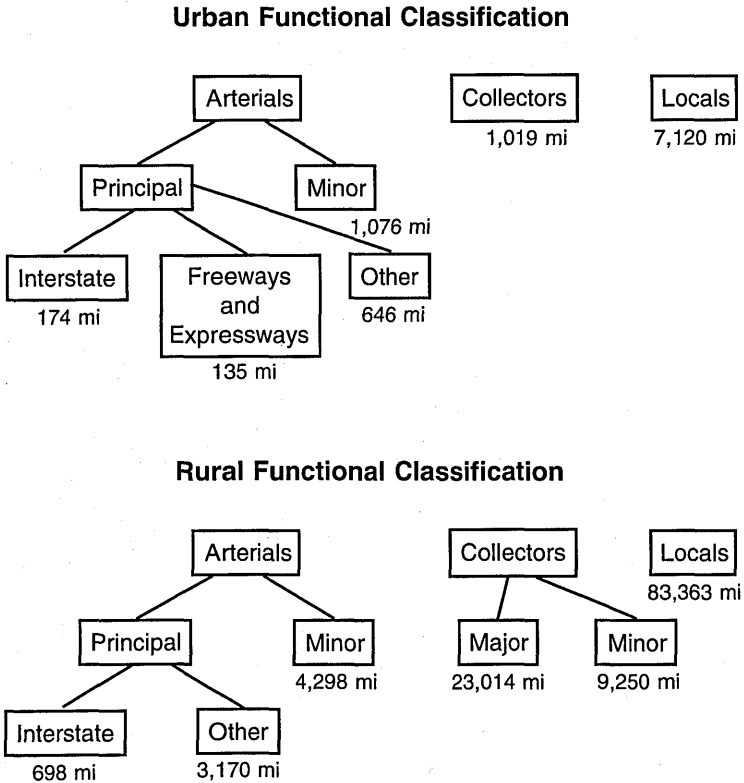 Urban Functional Classification
Arterials
Collectors
1,019 mi
Locals
7,120 mi
Principal
Minor
1,076 mi
Interstate
174 mi
Freeways
and
Expressways
135 mi
Other
646 mi
Rural Functional Classification
Arterials
Collectors
Locals
83,363 mi
Principal
Minor
4,298 mi
Major
23,014 mi
Minor
9,250 mi
Interstate
698 mi
Other
3,170 mi